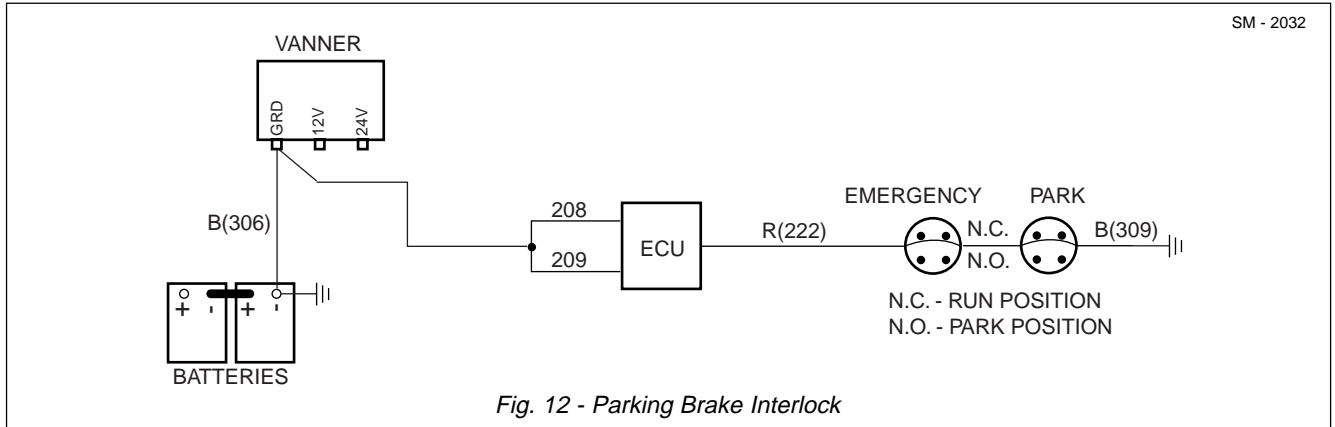 SM - 2032
VANNER
GRD
12V
24V
B(306)
208
209
ECU
R(222)
EMERGENCY
PARK
N.C.
N.O.
B(309)
N.C. - RUN POSITION
N.O. - PARK POSITION
+ - + -
BATTERIES
Fig. 12 - Parking Brake Interlock